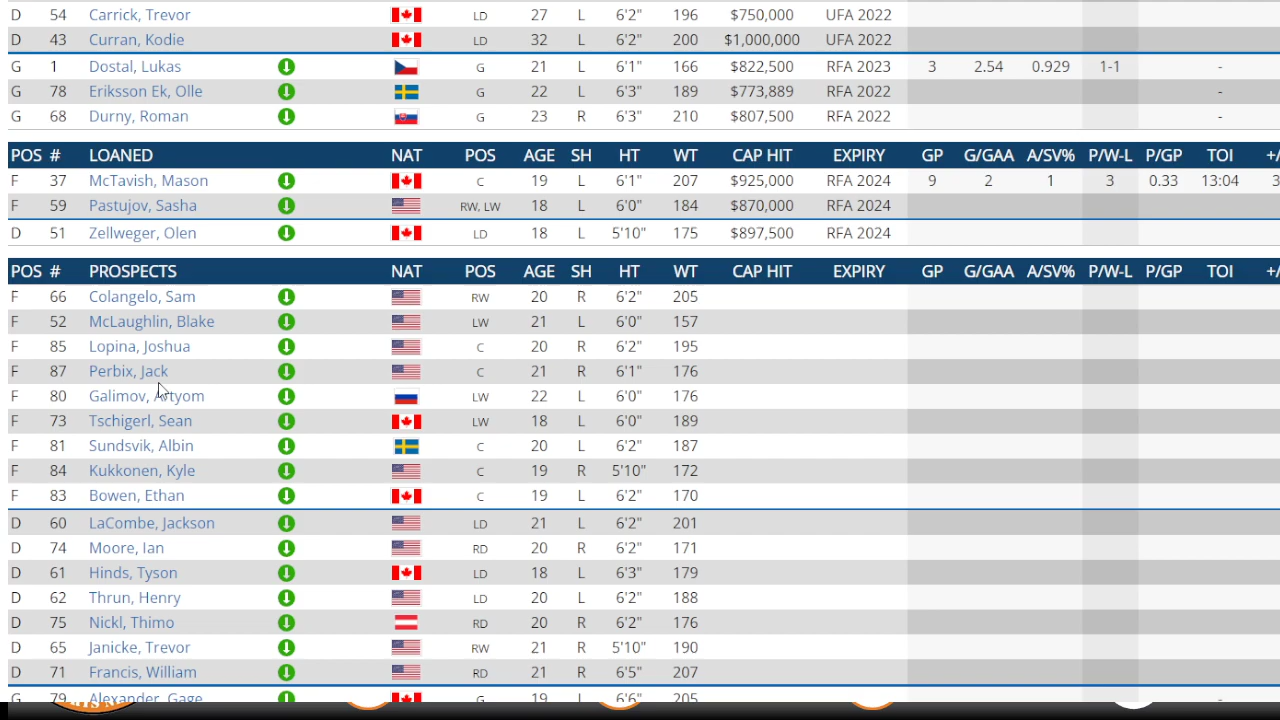 D 54 Carrick, Trevor LD 27 L 6'2" 196 $750,000 UFA 2022
D 43 Curran, Kodie LD 32 L 6'2" 200 $1,000,000 UFA 2022
G 1 Dostal, Lukas G 21 L 6'1" 166 $822,500 RFA 2023 3 2.54 0.929 1-1 -
G 78 Eriksson Ek, Olle G 22 L 6'3" 189 $773,889 RFA 2022 -
G 68 Durny, Roman G 23 R 6'3" 210 $807,500 RFA 2022 -
POS # LOANED NAT POS AGE SH HT WT CAP HIT EXPIRY GP G/GAA A/SV% P/W-L P/GP TOI +/
F 37 McTavish, Mason C 19 L 6'1" 207 $925,000 RFA 2024 9 2 1 3 0.33 13:04 3
F 59 Pastujov, Sasha RW, LW 18 L 6'0" 184 $870,000 RFA 2024
D 51 Zellweger, Olen LD 18 L 5'10" 175 $897,500 RFA 2024
POS # PROSPECTS NAT POS AGE SH HT WT CAP HIT EXPIRY GP G/GAA A/SV% P/W-L P/GP TOI +/
F 66 Colangelo, Sam RW 20 R 6'2" 205
F 52 McLaughlin, Blake LW 21 L 6'0" 157
F 85 Lopina, Joshua C 20 R 6'2" 195
F 87 Perbix, Jack C 21 R 6'1" 176
F 80 Galimov, Artyom LW 22 L 6'0" 176
F 73 Tschigerl, Sean LW 18 L 6'0" 189
F 81 Sundsvik, Albin C 20 R 6'2" 187
F 84 Kukkonen, Kyle C 19 R 5'10" 172
F 83 Bowen, Ethan C 19 L 6'2" 170
D 60 LaCombe, Jackson LD 21 L 6'2" 201
D 74 Moore, Ian RD 20 R 6'2" 171
D 61 Hinds, Tyson LD 18 L 6'3" 179
D 62 Thrun, Henry LD 20 L 6'2" 188
D 75 Nickl, Thimo RD 20 R 6'2" 176
D 65 Janicke, Trevor RW 21 R 5'10" 190
D 71 Francis, William RD 21 R 6'5" 207
G 79 Alexander, Gage G 19 L 6'6" 205 -